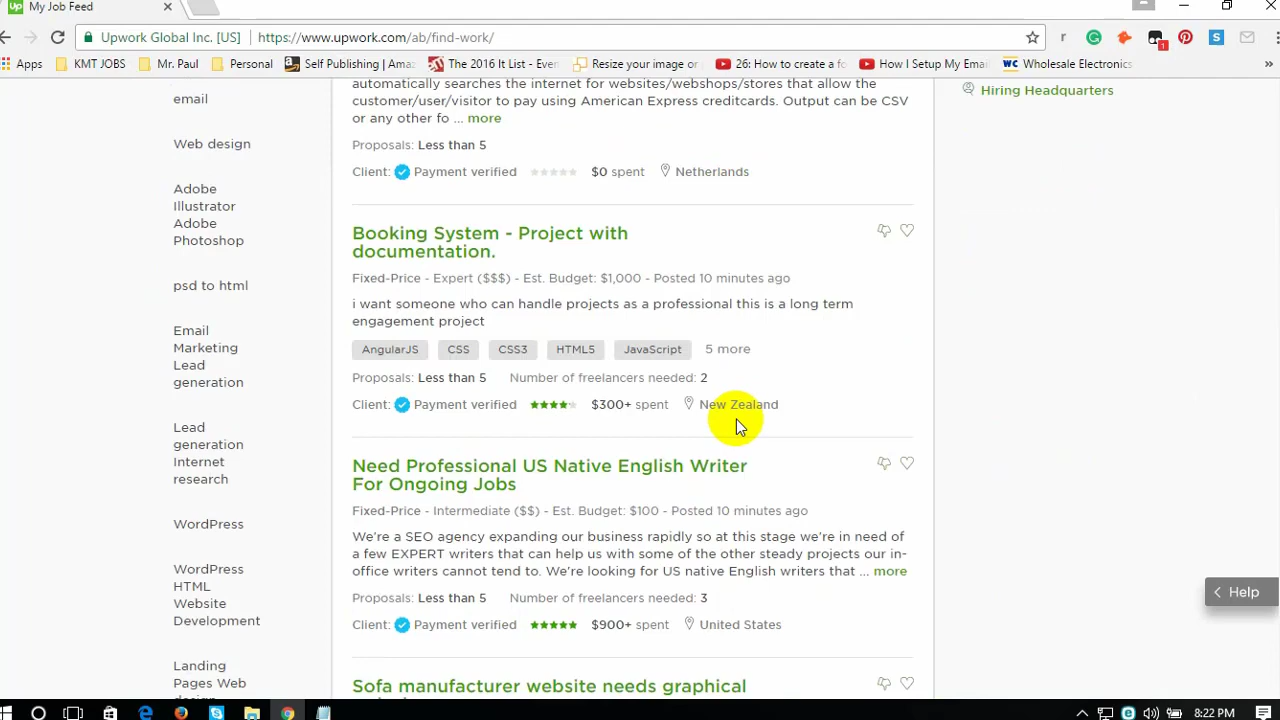 Up My Job Feed
Upwork Global Inc. [US] https://www.upwork.com/ab/find-work/
Apps KMT JOBS Mr. Paul Personal Self Publishing | Ama The 2016 It List - Even Resize your image or 26: How to create a fo How I Setup My Email Wholesale Electronics »
automatically searches the internet for websites/webshops/stores that allow the
customer/user/visitor to pay using American Express creditcards. Output can be CSV
or any other fo ... more
Proposals: Less than 5
Client: Payment verified $0 spent Netherlands
Hiring Headquarters
email
Web design
Adobe
Illustrator
Adobe
Photoshop
psd to html
Email
Marketing
Lead
generation
Lead
generation
Internet
research
WordPress
WordPress
HTML
Website
Development
Landing
Pages Web
Booking System - Project with
documentation.
Fixed-Price - Expert ($$$) - Est. Budget: $1,000 - Posted 10 minutes ago
i want someone who can handle projects as a professional this is a long term
engagement project
AngularJS CSS CSS3 HTML5 JavaScript 5 more
Proposals: Less than 5 Number of freelancers needed: 2
Client: Payment verified $300+ spent New Zealand
Need Professional US Native English Writer
For Ongoing Jobs
Fixed-Price - Intermediate ($$) - Est. Budget: $100 - Posted 10 minutes ago
We're a SEO agency expanding our business rapidly so at this stage we're in need of
a few EXPERT writers that can help us with some of the other steady projects our in-
office writers cannot tend to. We're looking for US native English writers that ... more
Proposals: Less than 5 Number of freelancers needed: 3
Client: Payment verified $900+ spent United States
Sofa manufacturer website needs graphical
Help
8:22 PM